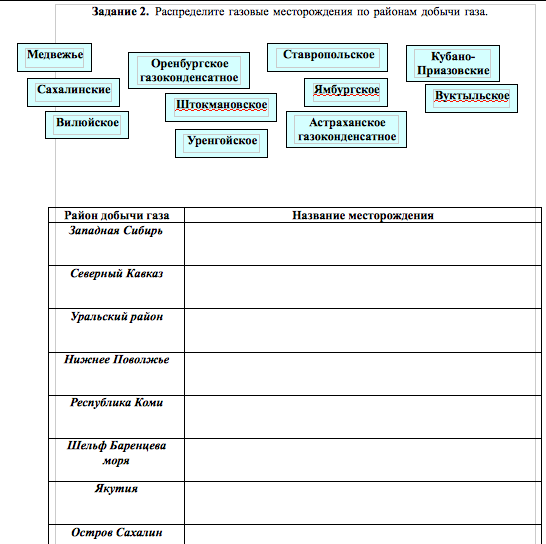 Задание 2. Распределите газовые месторождения по районам добычи газа.
Медвежье
Оренбургское
газоконденсатное
Ставропольское
Кубано-
Приазовские
Сахалинские
Штокмановское
Ямбургское
Вуктыльское
Вилюйское
Уренгойское
Астраханское
газоконденсатное
Район добычи газа
Название месторождения
Западная Сибирь
Северный Кавказ
Уральский район
Нижнее Поволжье
Республика Коми
Шельф Баренцева
моря
Якутия
Остров Сахалин